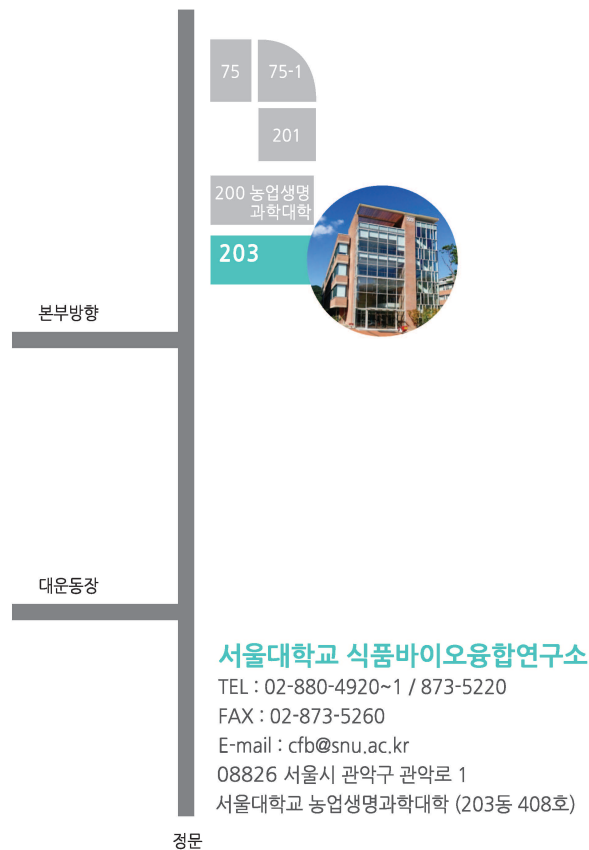 75
75-1
201
200 농업생명
과학대학
203
본부방향
대운동장
서울대학교 식품바이오융합연구소
TEL : 02-880-4920~1 / 873-5220
FAX : 02-873-5260
E-mail : cfb@snu.ac.kr
08826 서울시 관악구 관악로 1
서울대학교 농업생명과학대학 (203동 408호)
정문